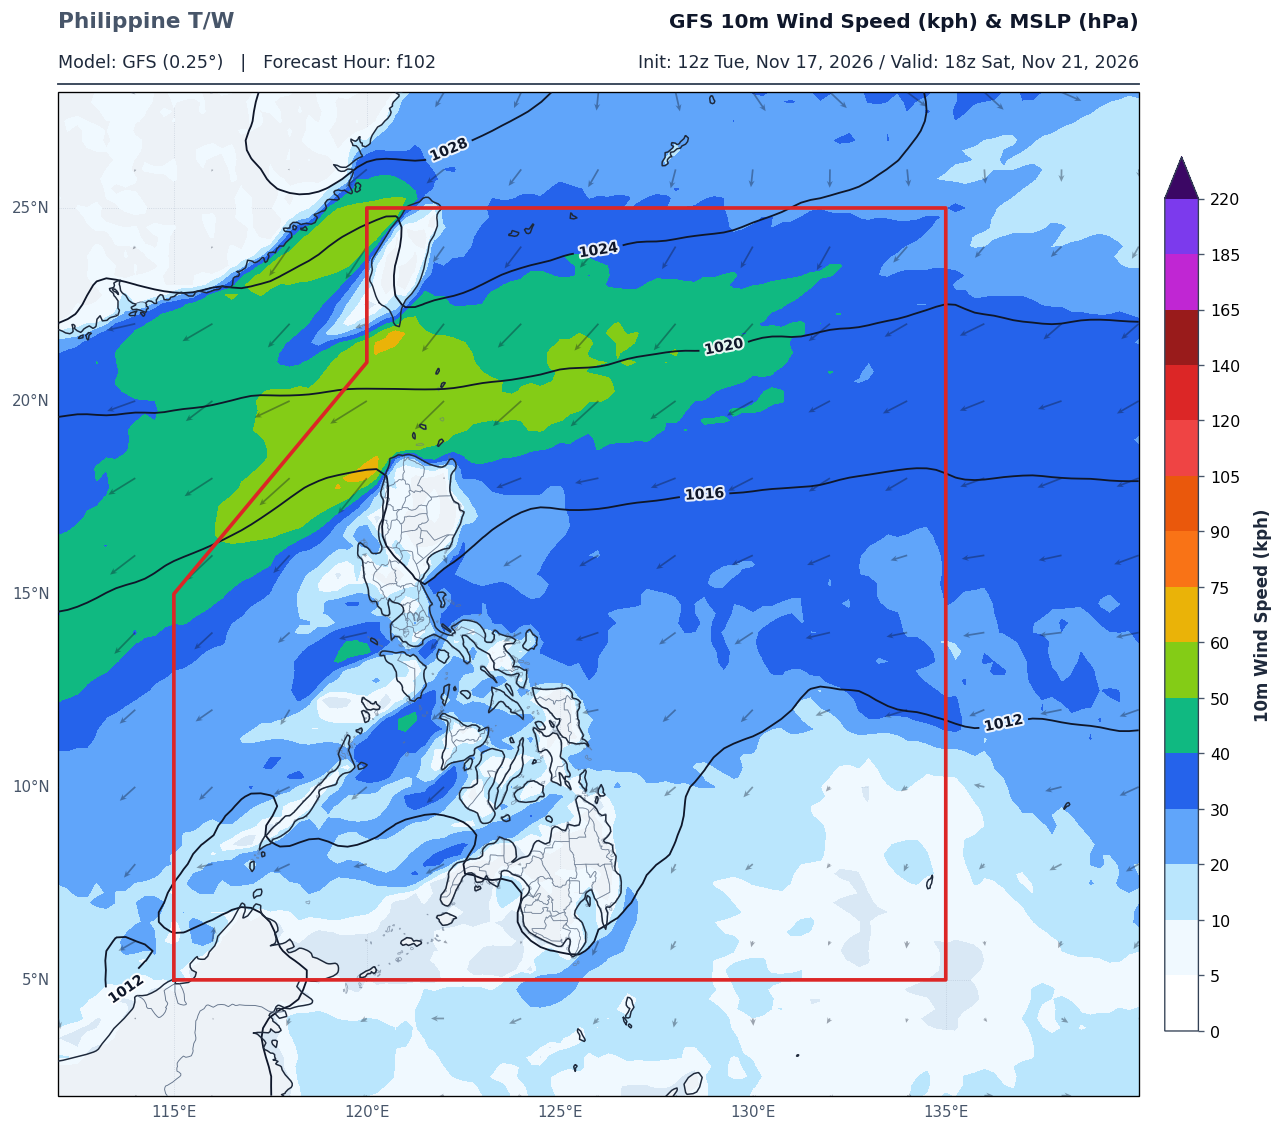 Philippine T/W
GFS 10m Wind Speed (kph) & MSLP (hPa)
Model: GFS (0.25°) | Forecast Hour: f102
Init: 12z Tue, Nov 17, 2026 / Valid: 18z Sat, Nov 21, 2026
1028
1024
1020
1016
1012
1012
25°N
20°N
15°N
10°N
5°N
115°E
120°E
125°E
130°E
135°E
220
185
165
140
120
105
90
75
60
50
40
30
20
10
5
0
10m Wind Speed (kph)